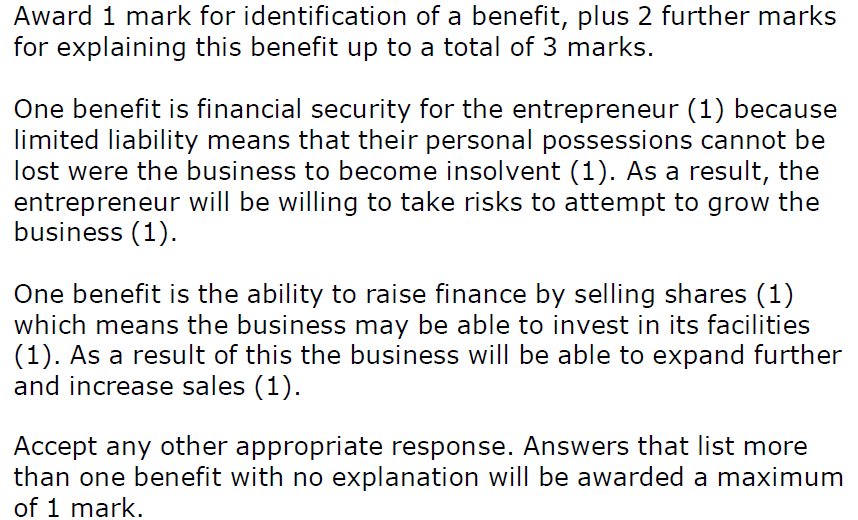 Award 1 mark for identification of a benefit, plus 2 further marks
for explaining this benefit up to a total of 3 marks.
One benefit is financial security for the entrepreneur (1) because
limited liability means that their personal possessions cannot be
lost were the business to become insolvent (1). As a result, the
entrepreneur will be willing to take risks to attempt to grow the
business (1).
One benefit is the ability to raise finance by selling shares (1)
which means the business may be able to invest in its facilities
(1). As a result of this the business will be able to expand further
and increase sales (1).
Accept any other appropriate response. Answers that list more
than one benefit with no explanation will be awarded a maximum
of 1 mark.